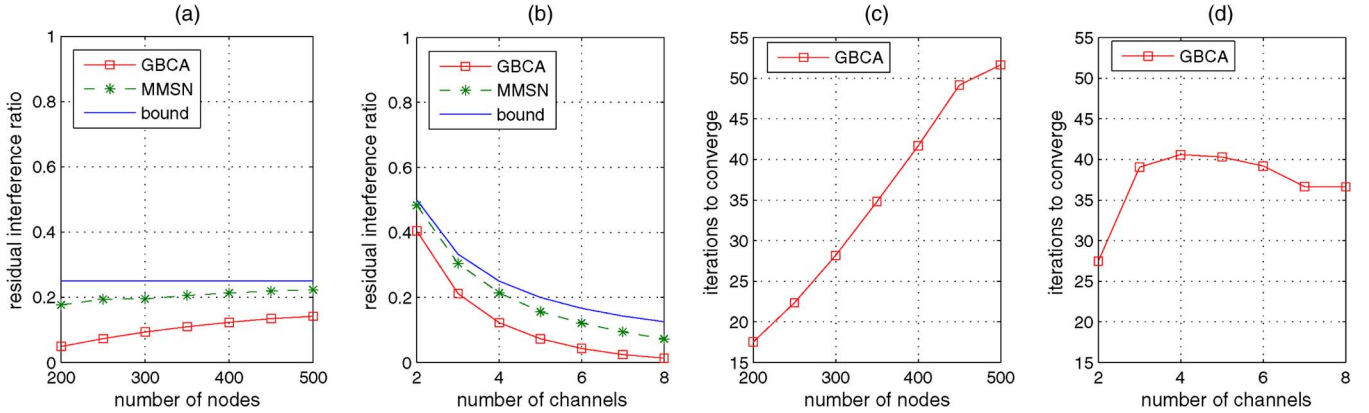 (a)
1
0.8
0.6
0.4
0.2
0
200
300
400
500
number of nodes
residual interference ratio
GBCA
MMSN
bound
(b)
1
0.8
0.6
0.4
0.2
0
2
4
6
8
number of channels
residual interference ratio
GBCA
MMSN
bound
(c)
55
50
45
40
35
30
25
20
15
200
300
400
500
number of nodes
iterations to converge
GBCA
(d)
55
50
45
40
35
30
25
20
15
2
4
6
8
number of channels
iterations to converge
GBCA